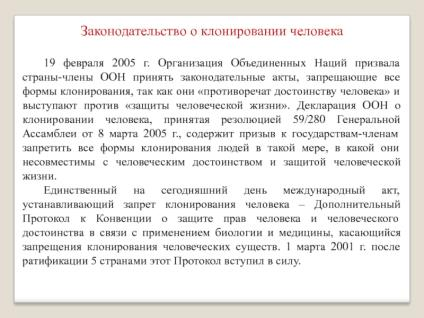 Законодательство о клонировании человека
19 февраля 2005 г. Организация Объединенных Наций призвала
страны-члены ООН принять законодательные акты, запрещающие все
формы клонирования, так как они «противоречат достоинству человека» и
выступают против «защиты человеческой жизни». Декларация ООН о
клонировании человека, принятая резолюцией 59/280 Генеральной
Ассамблеи от 8 марта 2005 г., содержит призыв к государствам-членам
запретить все формы клонирования людей в такой мере, в какой они
несовместимы с человеческим достоинством и защитой человеческой
жизни.
Единственный на сегодняшний день международный акт,
устанавливающий запрет клонирования человека – Дополнительный
Протокол к Конвенции о защите прав человека и человеческого
достоинства в связи с применением биологии и медицины, касающийся
запрещения клонирования человеческих существ. 1 марта 2001 г. после
ратификации 5 странами этот Протокол вступил в силу.